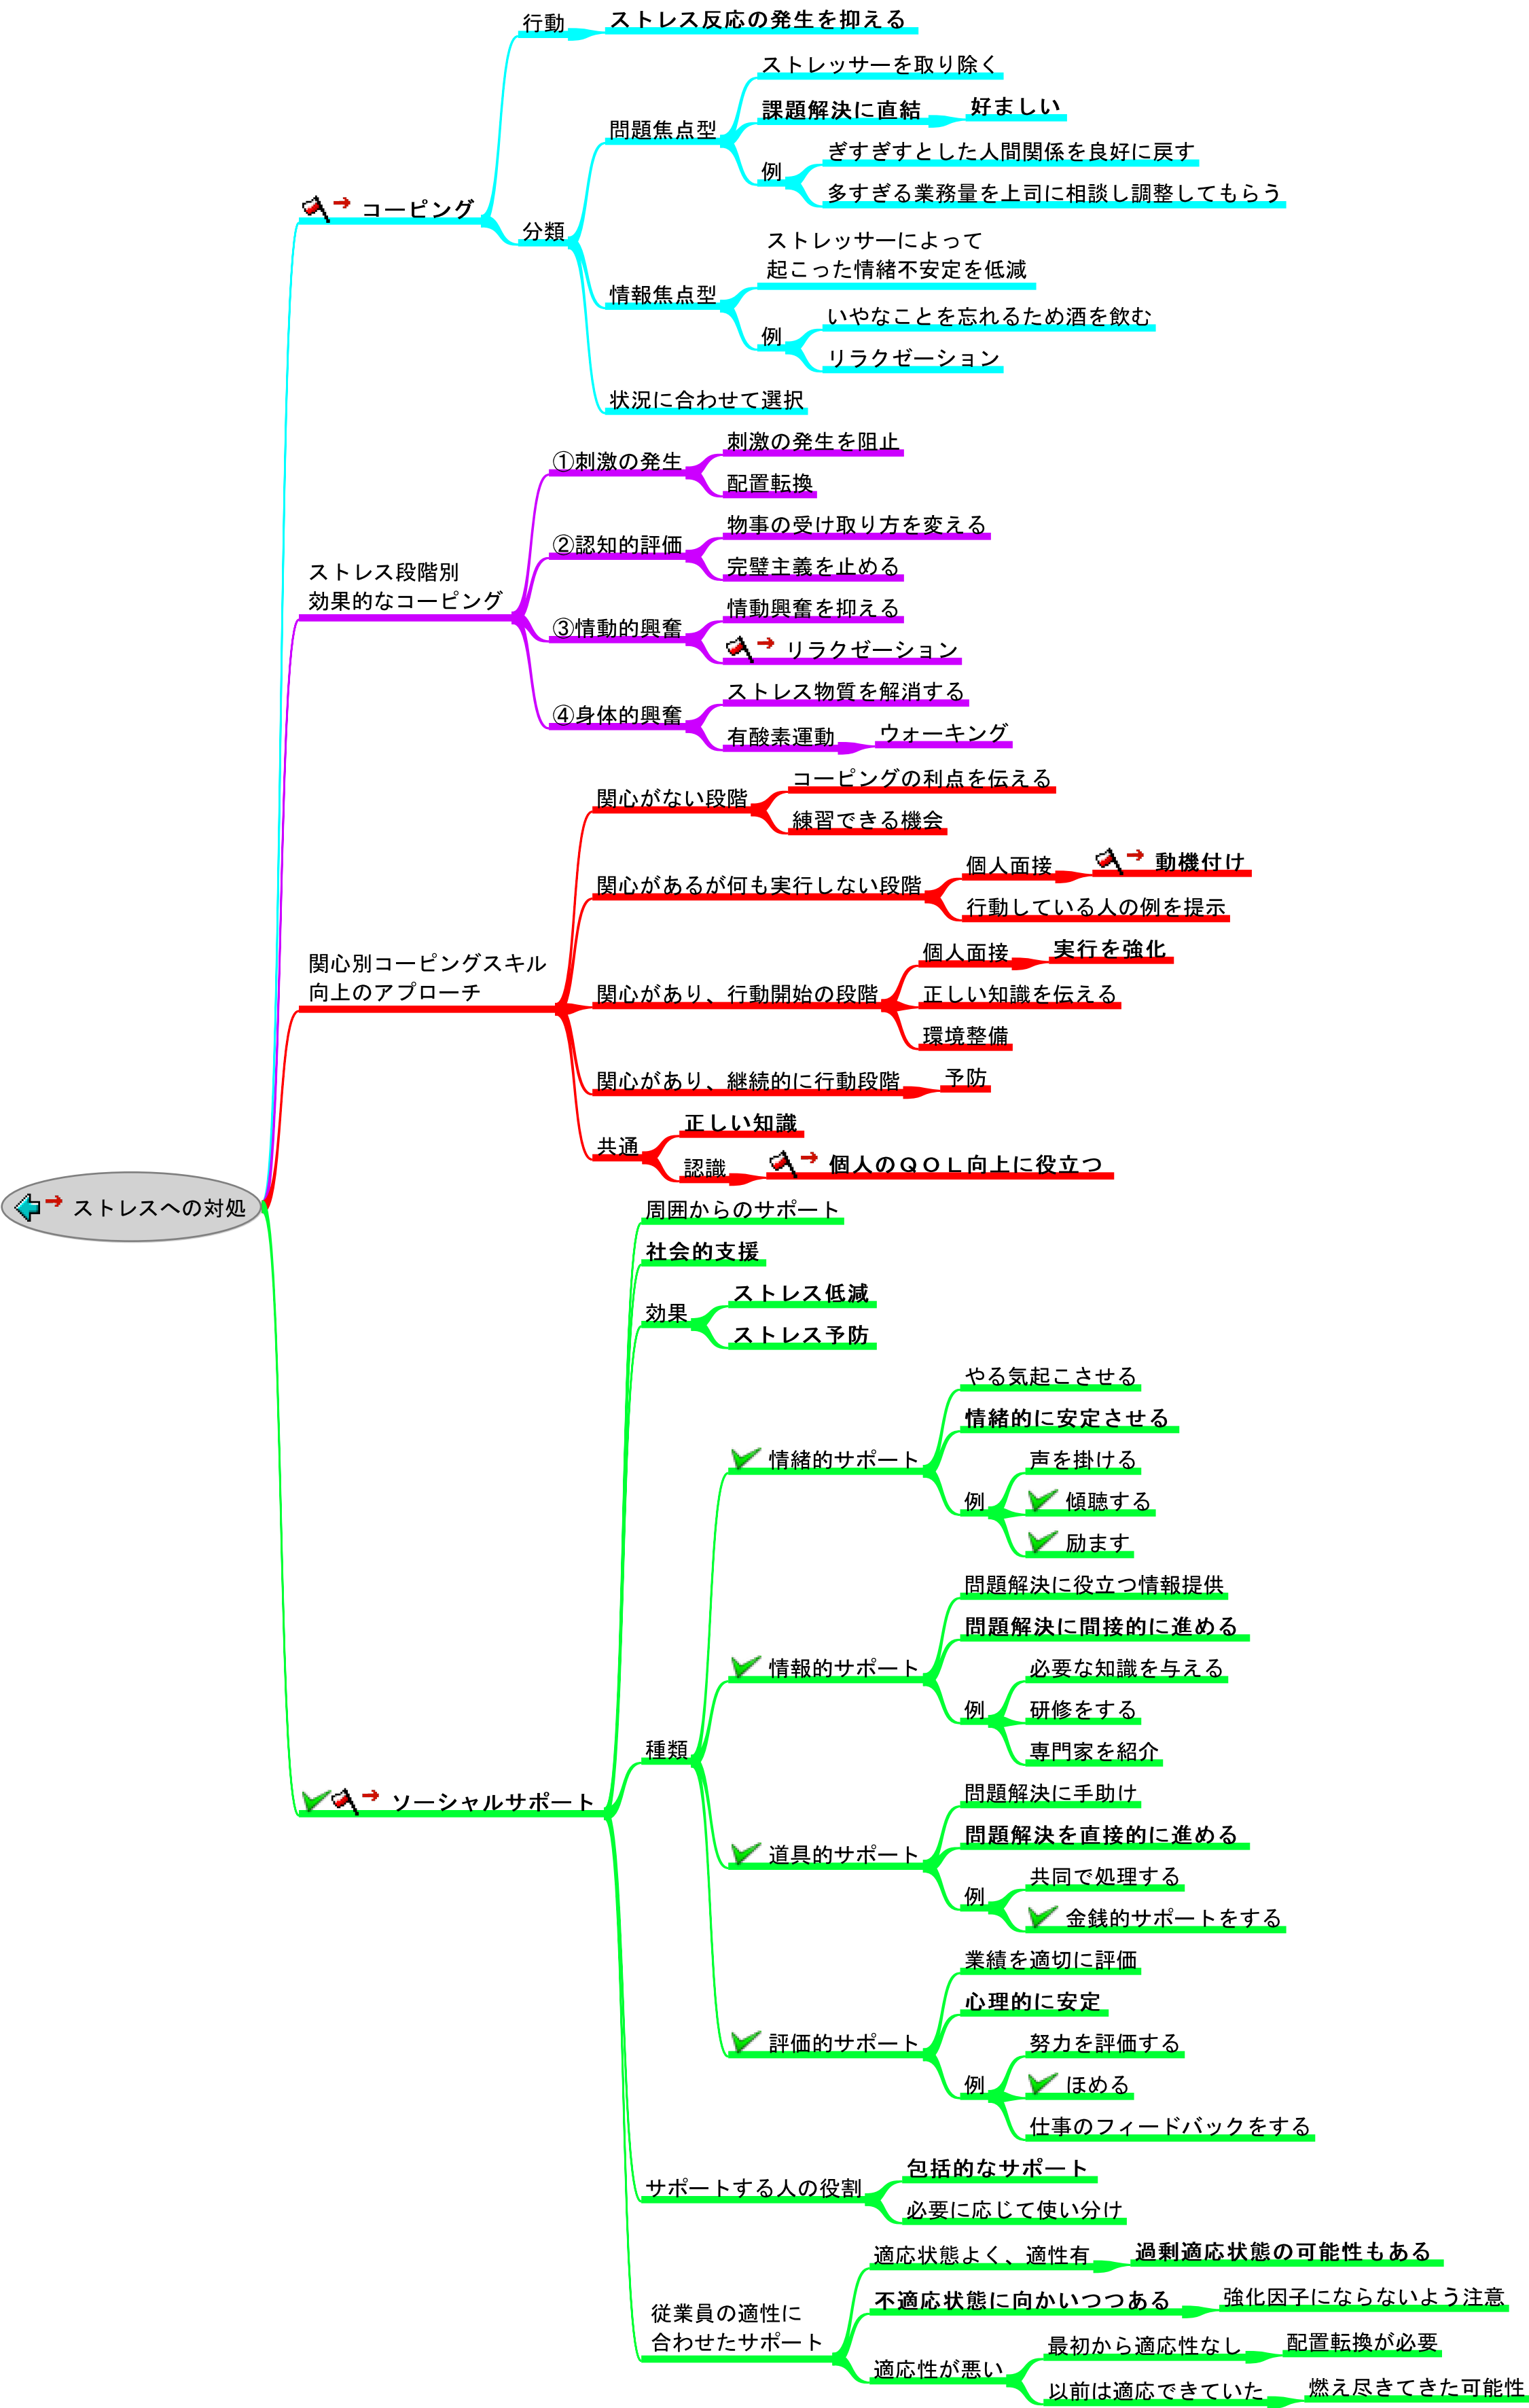 ストレスへの対処
コーピング
行動
ストレス反応の発生を抑える
分類
問題焦点型
ストレッサーを取り除く
課題解決に直結
好ましい
例
ぎすぎすとした人間関係を良好に戻す
多すぎる業務量を上司に相談し調整してもらう
情報焦点型
ストレッサーによって
起こった情緒不安定を低減
例
いやなことを忘れるため酒を飲む
リラクゼーション
状況に合わせて選択
ストレス段階別
効果的なコーピング
①刺激の発生
刺激の発生を阻止
配置転換
②認知的評価
物事の受け取り方を変える
完璧主義を止める
③情動的興奮
情動興奮を抑える
リラクゼーション
④身体的興奮
ストレス物質を解消する
有酸素運動
ウォーキング
関心別コーピングスキル
向上のアプローチ
関心がない段階
コーピングの利点を伝える
練習できる機会
関心があるが何も実行しない段階
個人面接
動機付け
行動している人の例を提示
関心があり、行動開始の段階
個人面接
実行を強化
正しい知識を伝える
環境整備
関心があり、継続的に行動段階
予防
共通
正しい知識
認識
個人のＱＯＬ向上に役立つ
ソーシャルサポート
周囲からのサポート
社会的支援
効果
ストレス低減
ストレス予防
種類
情緒的サポート
やる気起こさせる
情緒的に安定させる
例
声を掛ける
傾聴する
励ます
情報的サポート
問題解決に役立つ情報提供
問題解決に間接的に進める
例
必要な知識を与える
研修をする
専門家を紹介
道具的サポート
問題解決に手助け
問題解決を直接的に進める
例
共同で処理する
金銭的サポートをする
評価的サポート
業績を適切に評価
心理的に安定
例
努力を評価する
ほめる
仕事のフィードバックをする
サポートする人の役割
包括的なサポート
必要に応じて使い分け
従業員の適性に
合わせたサポート
適応状態よく、適性有
過剰適応状態の可能性もある
不適応状態に向かいつつある
強化因子にならないよう注意
適応性が悪い
最初から適応性なし
配置転換が必要
以前は適応できていた
燃え尽きてきた可能性